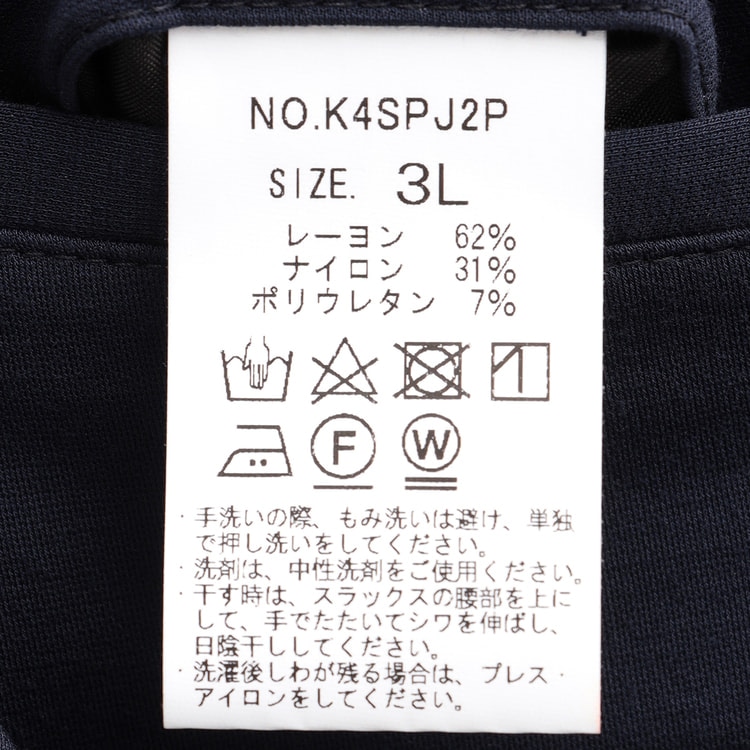 NO.K4SPJ2P
SIZE. 3L
レーヨン 62%
ナイロン 31%
ポリウレタン 7%
F W
・手洗いの際、もみ洗いは避け、単独
で押し洗いをしてください。
・洗剤は、中性洗剤をご使用ください。
・干す時は、スラックスの腰部を上に
して、手でたたいてシワを伸ばし、
日陰干ししてください。
・洗濯後しわが残る場合は、プレス・
アイロンをしてください。